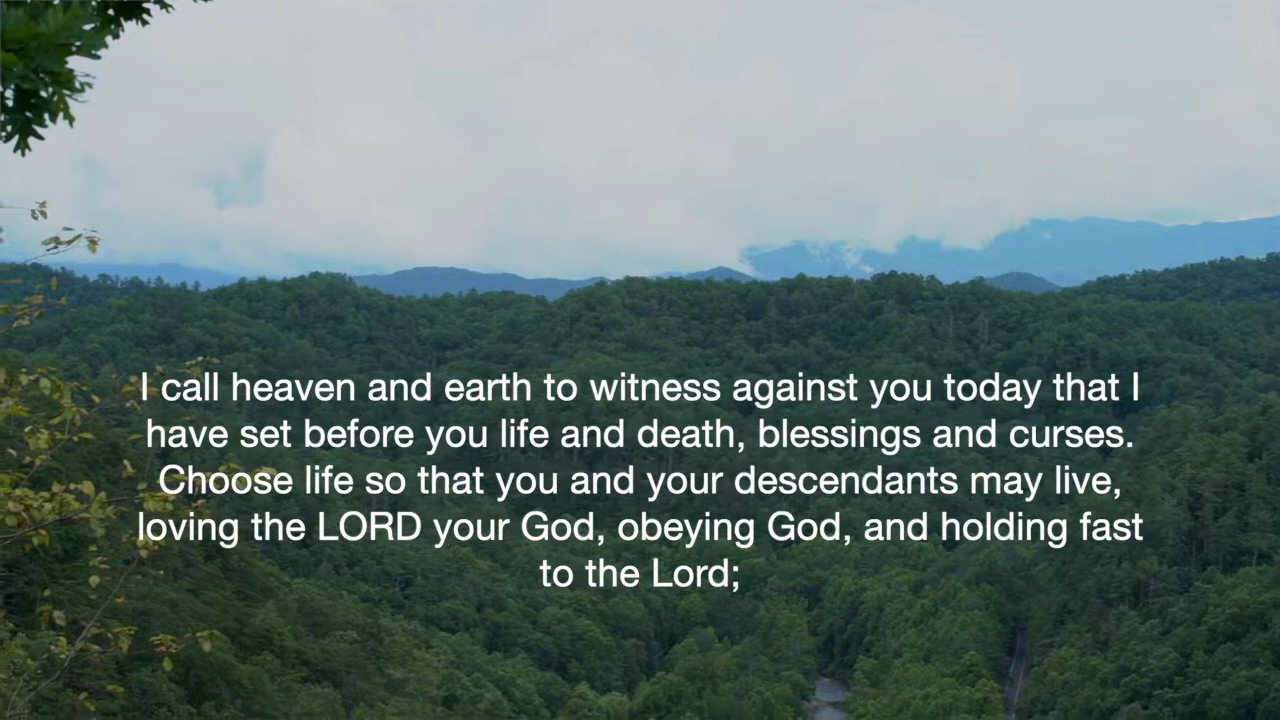 I call heaven and earth to witness against you today that I
have set before you life and death, blessings and curses.
Choose life so that you and your descendants may live,
loving the LORD your God, obeying God, and holding fast
to the Lord;